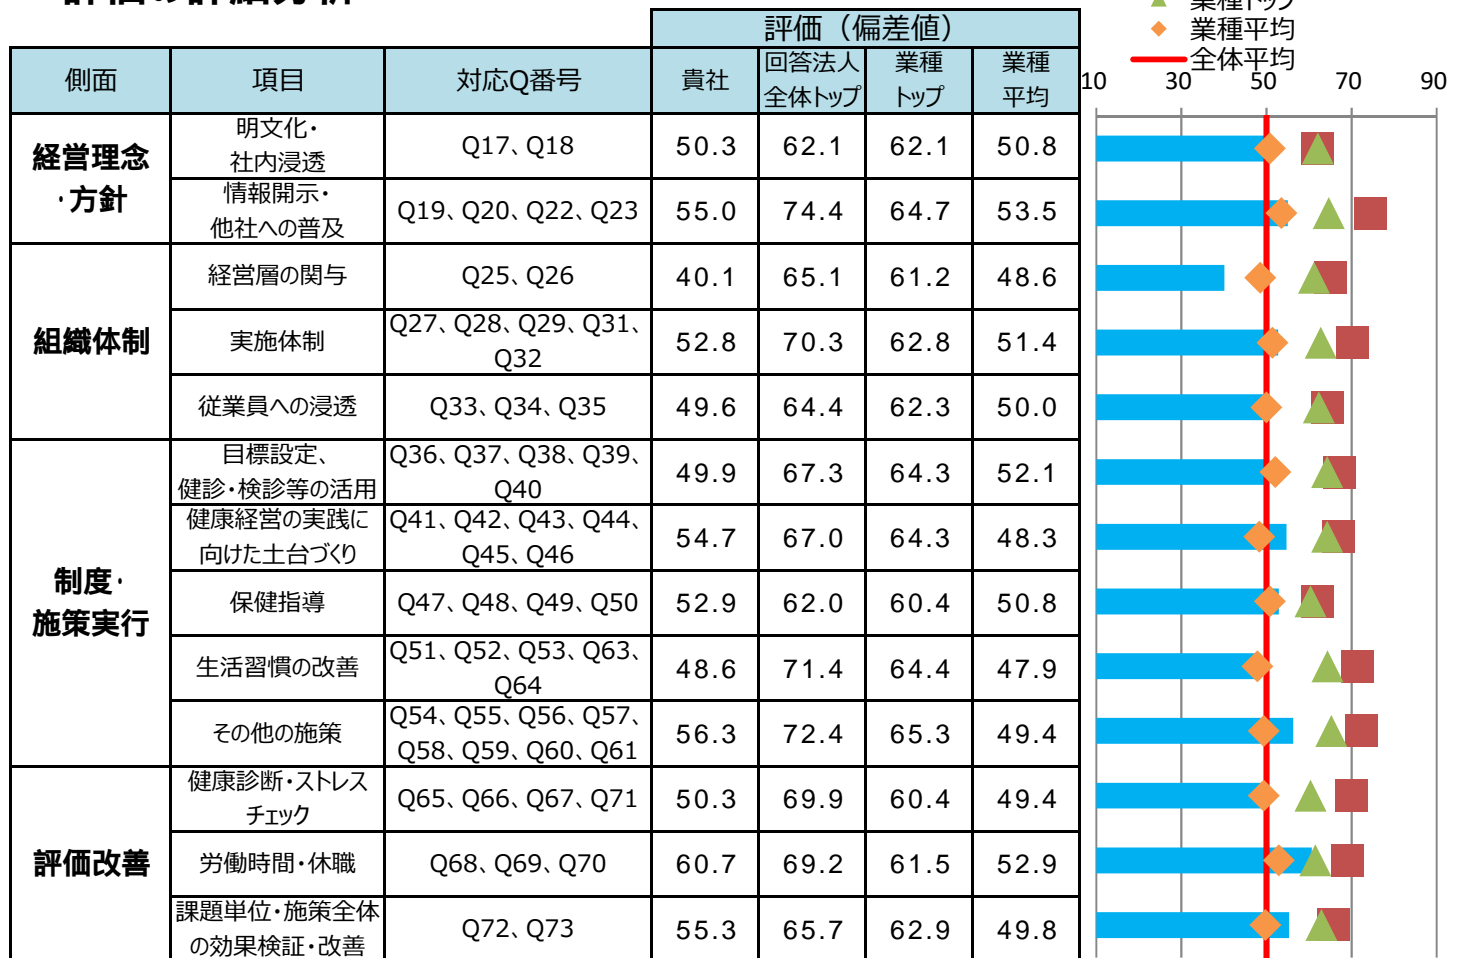 評価の詳細分析
業種トップ
業種平均
全体平均
評価（偏差値）
側面 項目 対応Q番号 貴社 回答法人全体トップ 業種トップ 業種平均
10 30 50 70 90
経営理念・方針
明文化・社内浸透 Q17、Q18 50.3 62.1 62.1 50.8
情報開示・他社への普及 Q19、Q20、Q22、Q23 55.0 74.4 64.7 53.5
組織体制
経営層の関与 Q25、Q26 40.1 65.1 61.2 48.6
実施体制 Q27、Q28、Q29、Q31、Q32 52.8 70.3 62.8 51.4
従業員への浸透 Q33、Q34、Q35 49.6 64.4 62.3 50.0
制度・施策実行
目標設定、健診・検診等の活用 Q36、Q37、Q38、Q39、Q40 49.9 67.3 64.3 52.1
健康経営の実践に向けた土台づくり Q41、Q42、Q43、Q44、Q45、Q46 54.7 67.0 64.3 48.3
保健指導 Q47、Q48、Q49、Q50 52.9 62.0 60.4 50.8
生活習慣の改善 Q51、Q52、Q53、Q63、Q64 48.6 71.4 64.4 47.9
その他の施策 Q54、Q55、Q56、Q57、Q58、Q59、Q60、Q61 56.3 72.4 65.3 49.4
評価改善
健康診断・ストレスチェック Q65、Q66、Q67、Q71 50.3 69.9 60.4 49.4
労働時間・休職 Q68、Q69、Q70 60.7 69.2 61.5 52.9
課題単位・施策全体の効果検証・改善 Q72、Q73 55.3 65.7 62.9 49.8